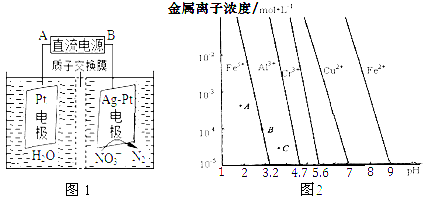 金属离子浓度/mol·L⁻¹
A B
直流电源
质子交换膜
Pt
电
极
H₂O
Ag-Pt
电
极
NO₃⁻ N₂
图1
10⁻²
10⁻³
10⁻⁴
10⁻⁵
Fe³⁺ Al³⁺ Cr³⁺ Cu²⁺ Fe²⁺
A
B
C
1 2 3.2 4.7 5.6 7 8 9 pH
图2